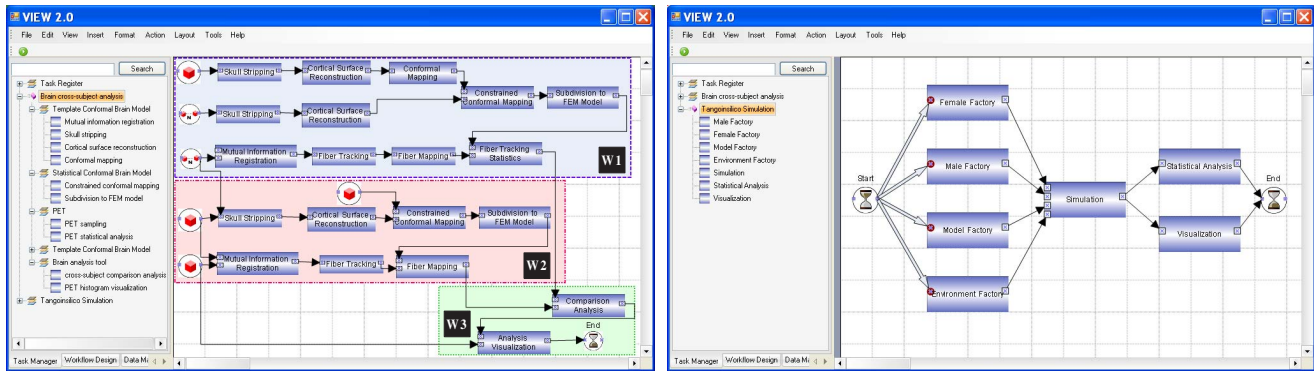 VIEW 2.0
File Edit View Insert Format Action Layout Tools Help
Search
Task Register
Brain cross-subject analysis
Template Conformal Brain Model
Mutual information registration
Skull stripping
Cortical surface reconstruction
Conformal mapping
Statistical Conformal Brain Model
Constrained conformal mapping
Subdivision to FEM model
PET
PET sampling
PET statistical analysis
Template Conformal Brain Model
Brain analysis tool
cross-subject comparison analysis
PET histogram visualization
Tangoinsilico Simulation
Task Manager Workflow Design Data Ma
Skull Stripping
Cortical Surface
Reconstruction
Conformal
Mapping
Skull Stripping
Cortical Surface
Reconstruction
Constrained
Conformal Mapping
Subdivision to
FEM Model
N
Mutual Information
Registration
Fiber Tracking
Fiber Mapping
Fiber Tracking
Statistics
N
W1
Skull Stripping
Cortical Surface
Reconstruction
Constrained
Conformal Mapping
Subdivision to
FEM Model
Mutual Information
Registration
Fiber Tracking
Fiber Mapping
W2
Comparison
Analysis
W3
Analysis
Visualization
End
VIEW 2.0
File Edit View Insert Format Action Layout Tools Help
Search
Task Register
Brain cross-subject analysis
Tangoinsilico Simulation
Male Factory
Female Factory
Model Factory
Environment Factory
Simulation
Statistical Analysis
Visualization
Task Manager Workflow Design Data Ma
Start
Female Factory
Male Factory
Model Factory
Environment Factory
Simulation
Statistical Analysis
Visualization
End